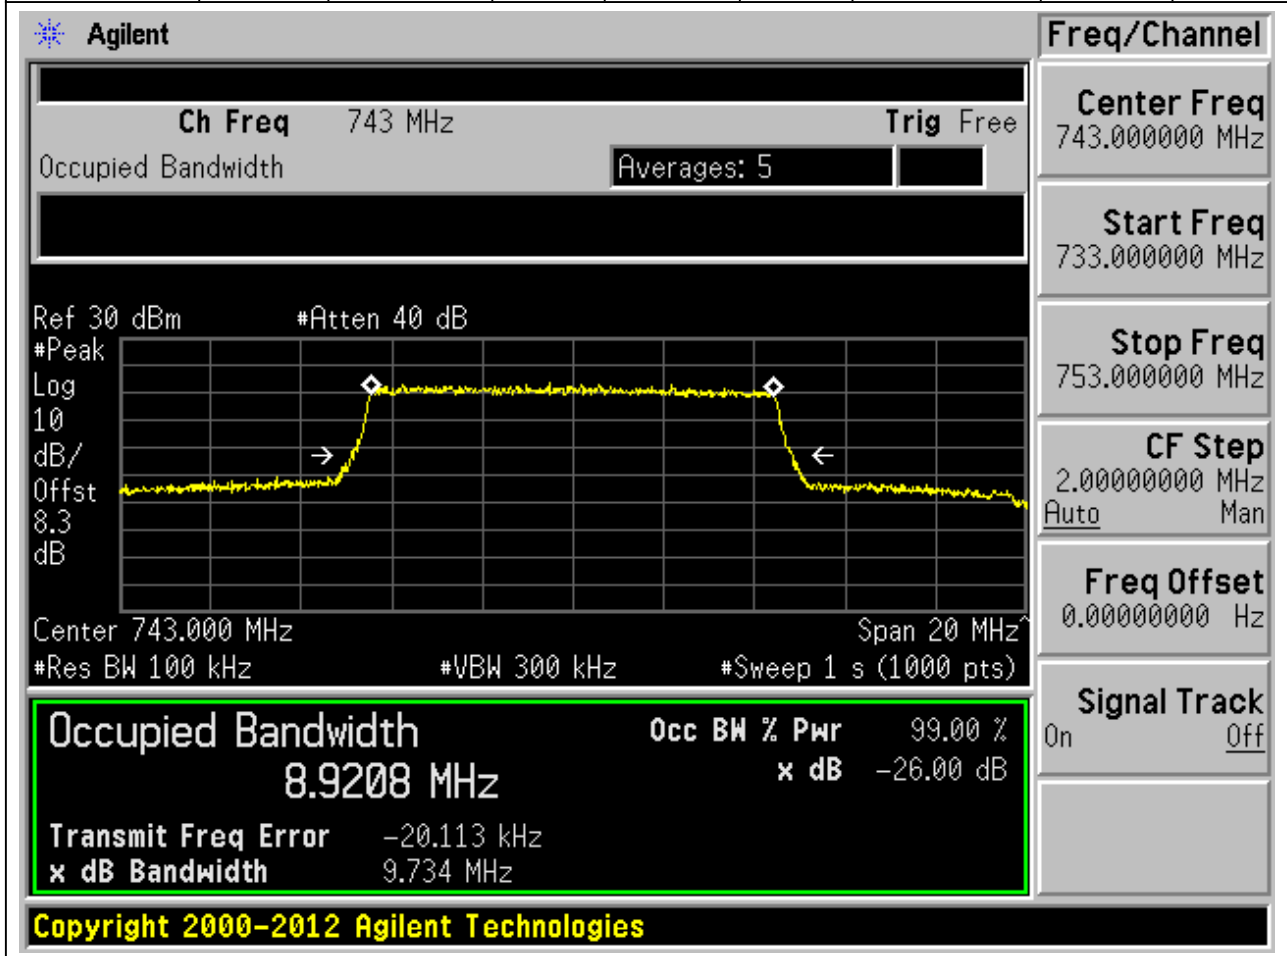 Agilent
Freq/Channel
Ch Freq 743 MHz Trig Free
Occupied Bandwidth Averages: 5
Center Freq
743.000000 MHz
Start Freq
733.000000 MHz
Stop Freq
753.000000 MHz
CF Step
2.00000000 MHz
Auto Man
Freq Offset
0.00000000 Hz
Signal Track
On Off
Ref 30 dBm #Atten 40 dB
#Peak
Log
10
dB/
Offst
8.3
dB
Center 743.000 MHz Span 20 MHz^
#Res BW 100 kHz #VBW 300 kHz #Sweep 1 s (1000 pts)
Occupied Bandwidth
8.9208 MHz
Occ BW % Pwr 99.00 %
x dB -26.00 dB
Transmit Freq Error -20.113 kHz
x dB Bandwidth 9.734 MHz
Copyright 2000-2012 Agilent Technologies